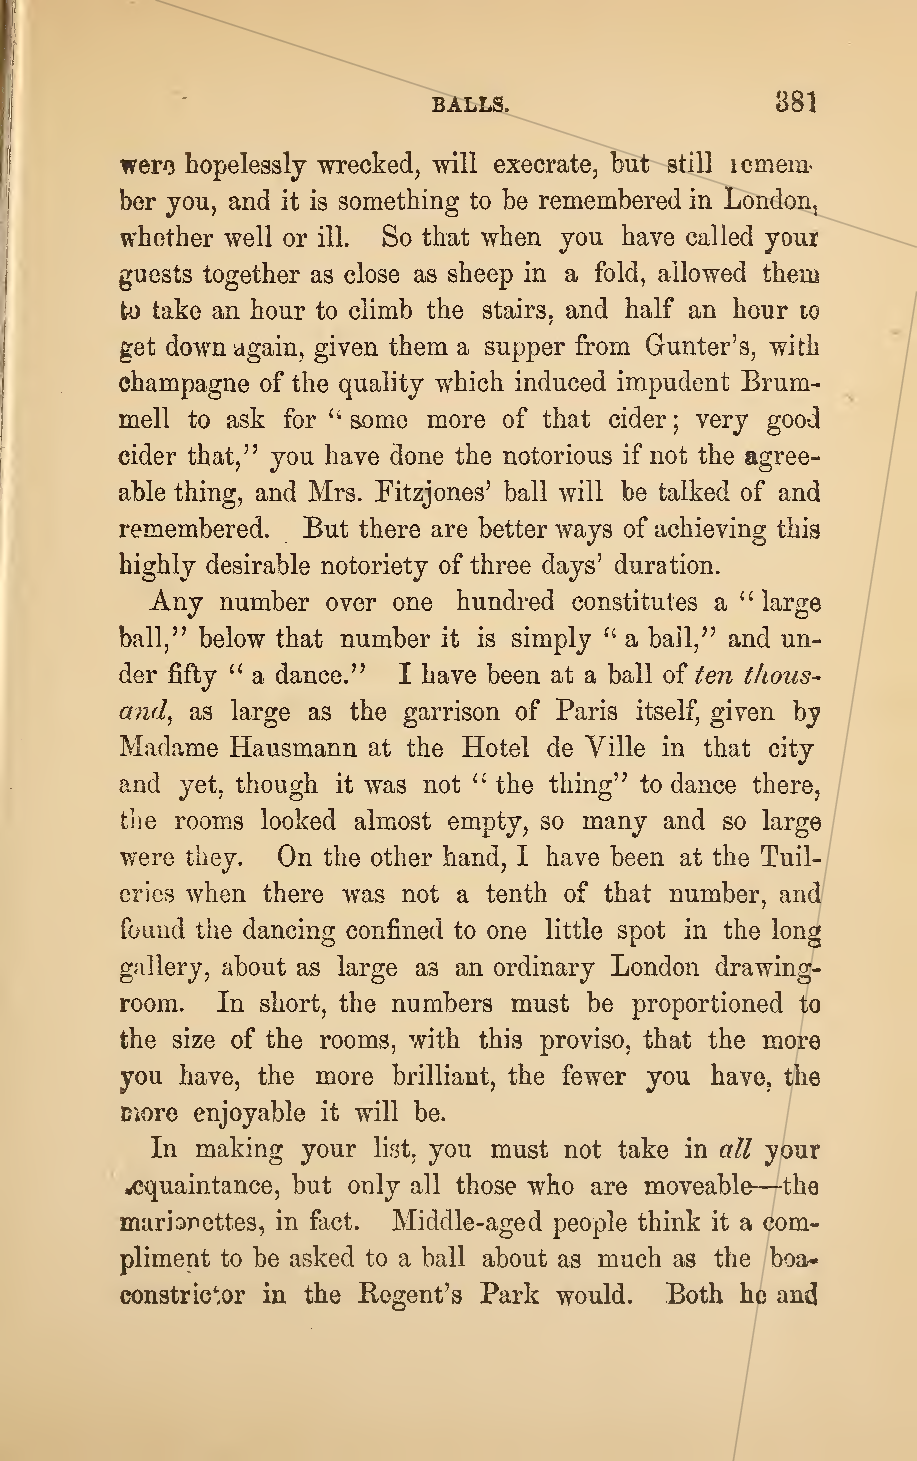 BALLS. 381
were hopelessly wrecked, will execrate, but still remem-
ber you, and it is something to be remembered in London,
whether well or ill. So that when you have called your
guests together as close as sheep in a fold, allowed them
to take an hour to climb the stairs, and half an hour to
get down again, given them a supper from Gunter's, with
champagne of the quality which induced impudent Brum-
mell to ask for "some more of that cider; very good
cider that," you have done the notorious if not the agree-
able thing, and Mrs. Fitzjones' ball will be talked of and
remembered. But there are better ways of achieving this
highly desirable notoriety of three days' duration.
Any number over one hundred constitutes a "large
ball," below that number it is simply "a ball," and un-
der fifty "a dance." I have been at a ball of ten thous-
and, as large as the garrison of Paris itself, given by
Madame Hausmann at the Hotel de Ville in that city
and yet, though it was not "the thing" to dance there,
the rooms looked almost empty, so many and so large
were they. On the other hand, I have been at the Tuil-
eries when there was not a tenth of that number, and
found the dancing confined to one little spot in the long
gallery, about as large as an ordinary London drawing-
room. In short, the numbers must be proportioned to
the size of the rooms, with this proviso, that the more
you have, the more brilliant, the fewer you have, the
more enjoyable it will be.
In making your list, you must not take in all your
acquaintance, but only all those who are moveable—the
marionettes, in fact. Middle-aged people think it a com-
pliment to be asked to a ball about as much as the boa-
constrictor in the Regent's Park would. Both he and